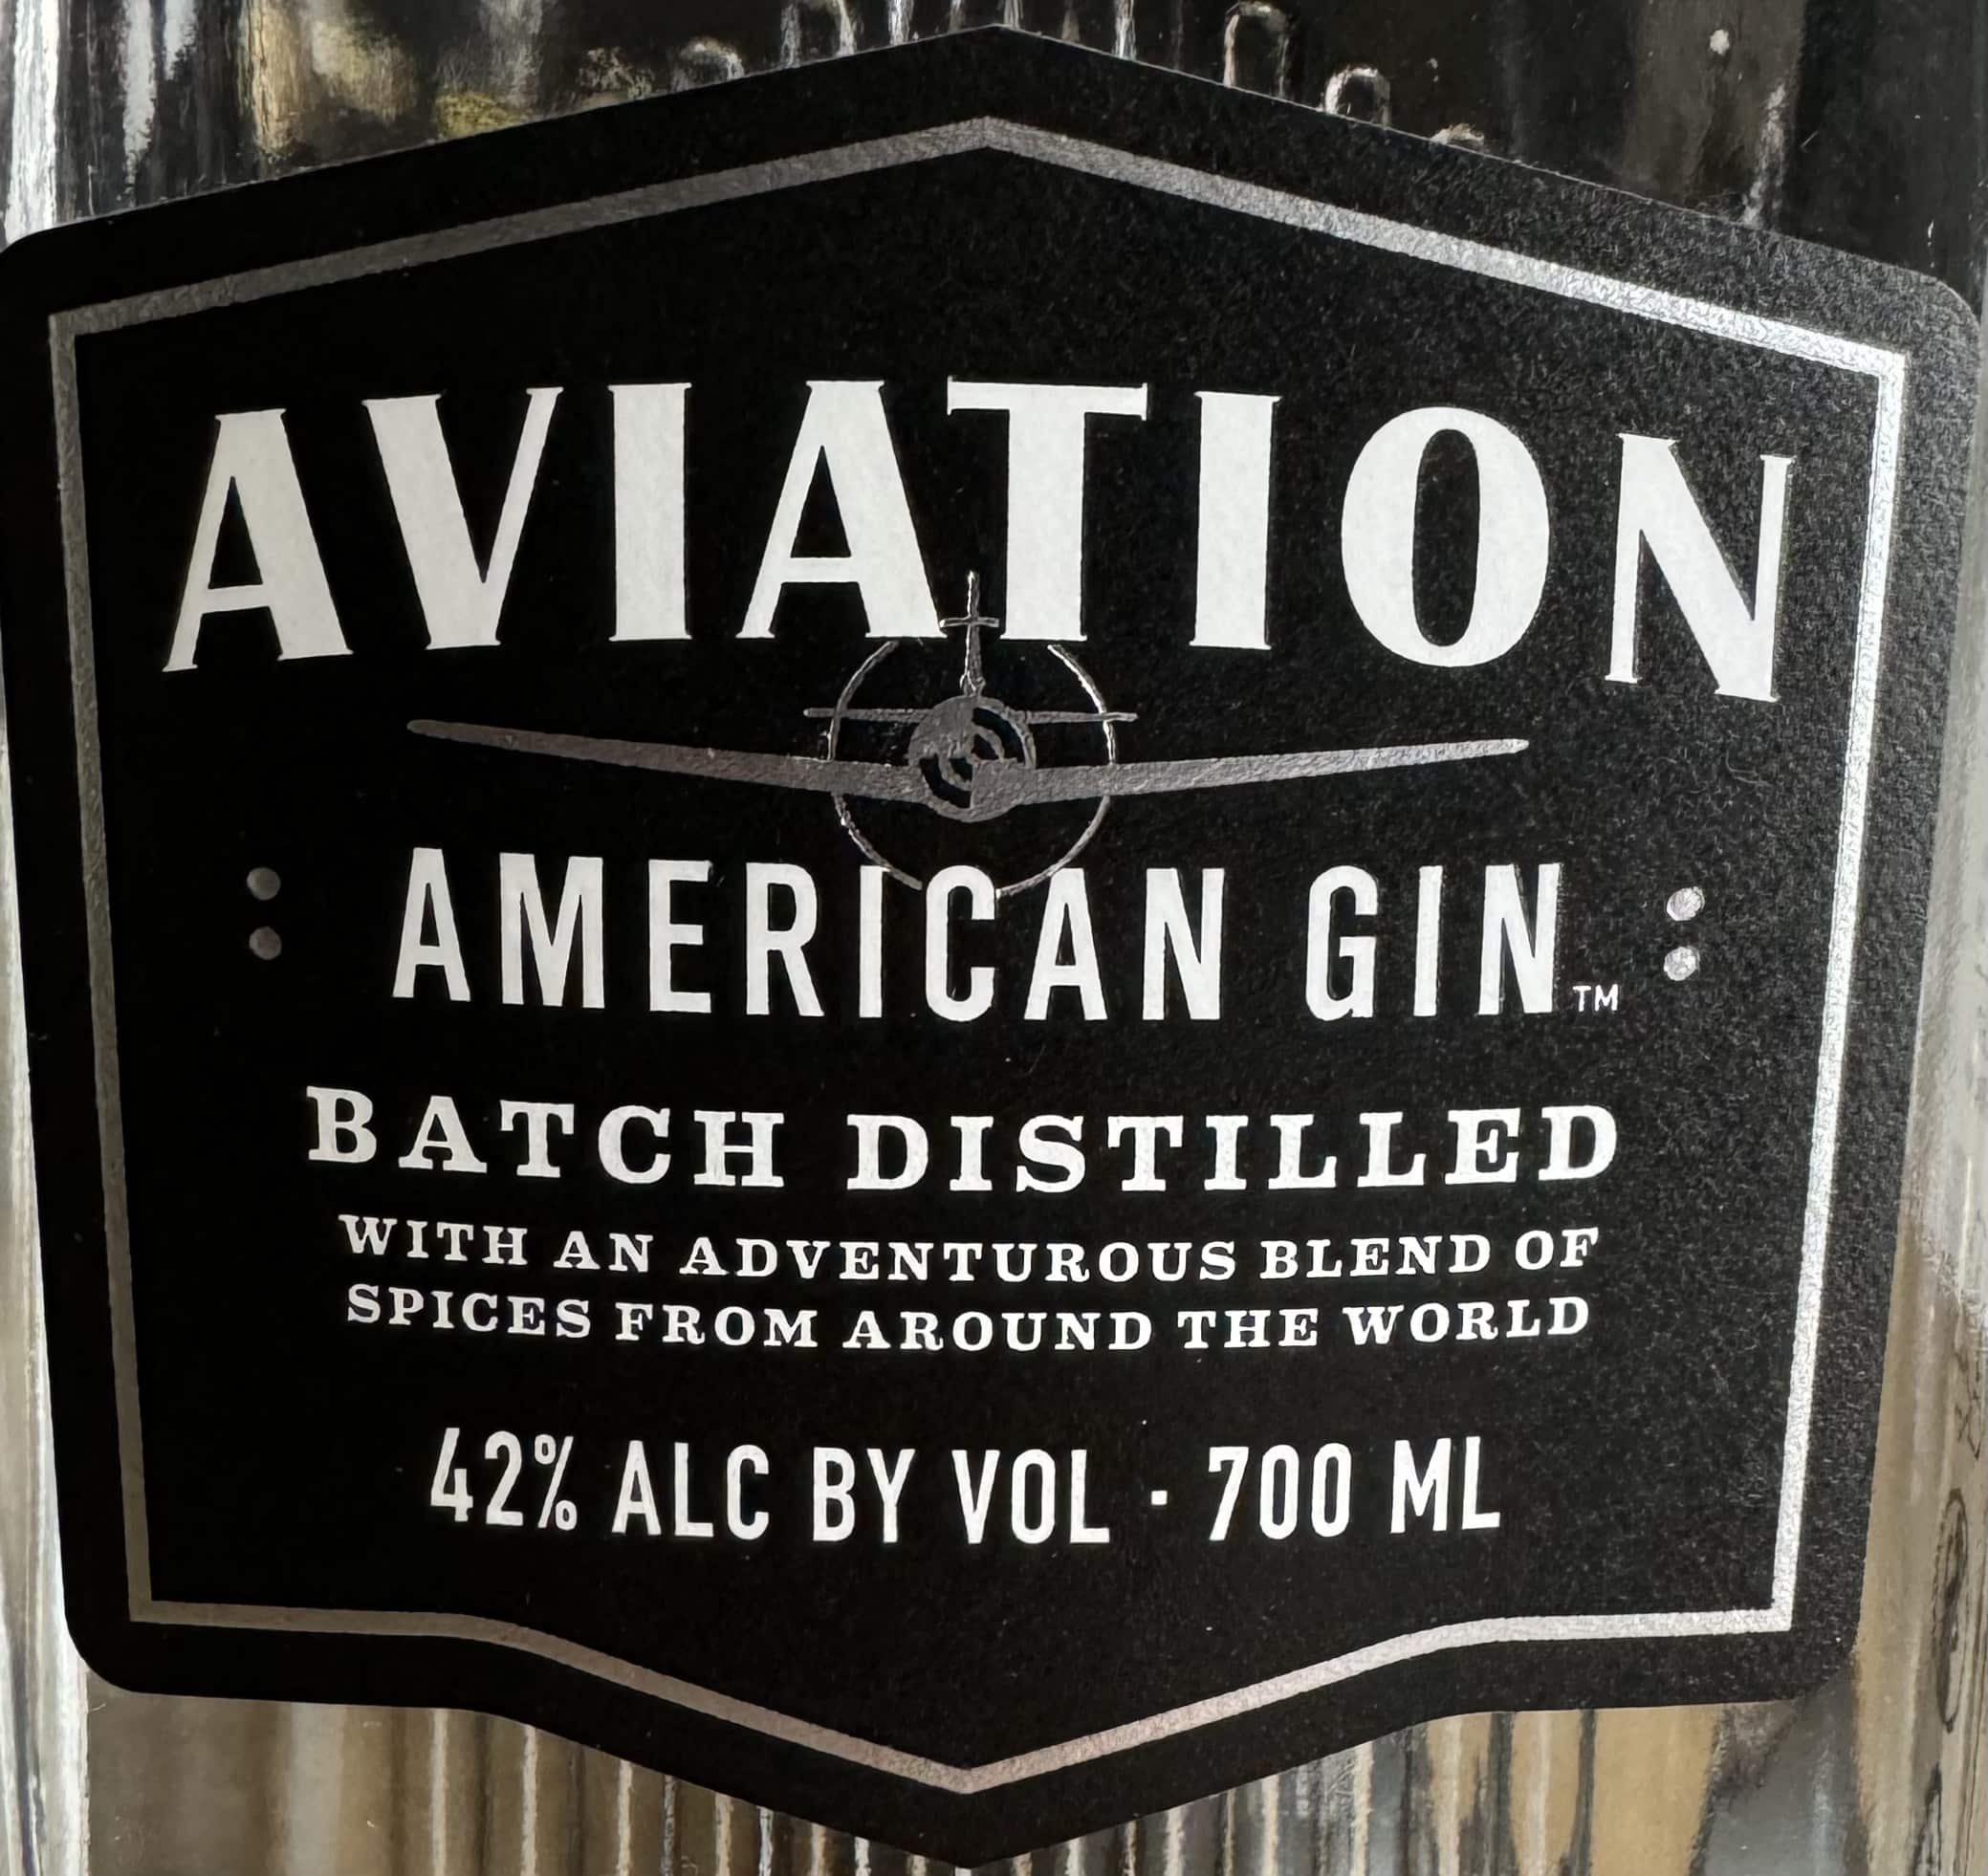 AVIATION
AMERICAN GIN™
BATCH DISTILLED
WITH AN ADVENTUROUS BLEND OF
SPICES FROM AROUND THE WORLD
42% ALC BY VOL · 700 ML